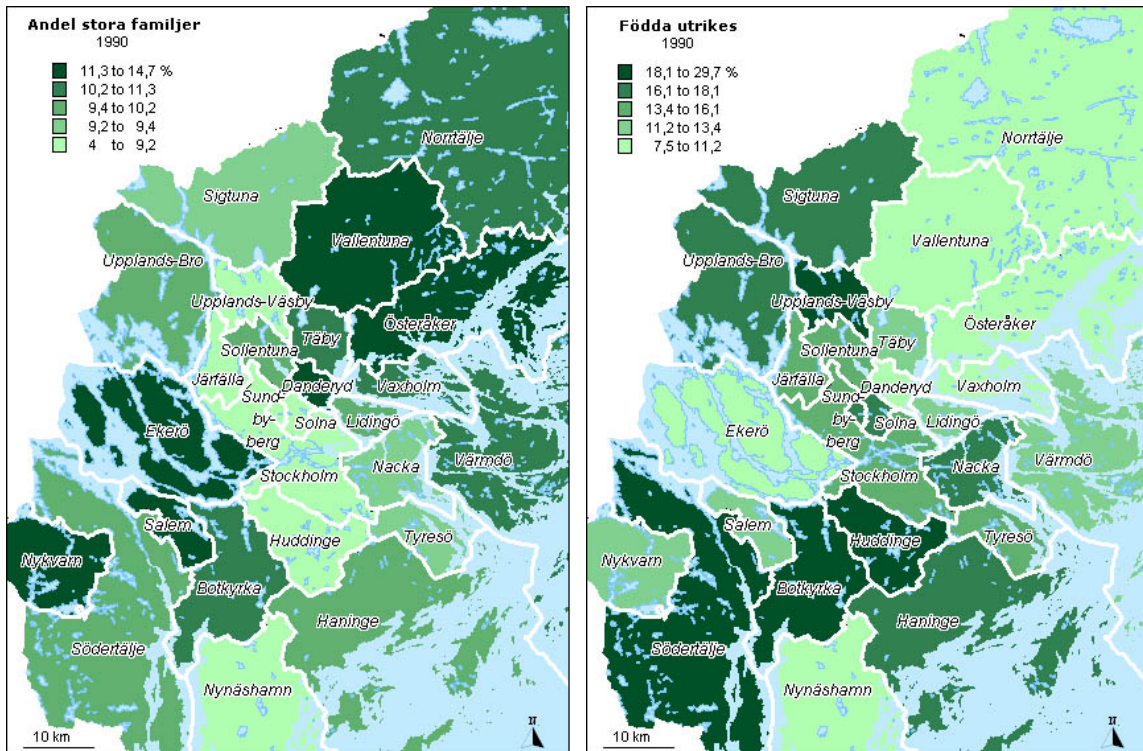 Andel stora familjer
1990
11,3 to 14,7 %
10,2 to 11,3
9,4 to 10,2
9,2 to 9,4
4 to 9,2
Norrtälje
Sigtuna
Vallentuna
Upplands-Bro
Upplands-Väsby
Österåker
Täby
Sollentuna
Järfälla
Danderyd
Vaxholm
Sund-
by-
berg
Solna
Lidingö
Ekerö
Stockholm
Nacka
Värmdö
Salem
Huddinge
Tyresö
Nykvarn
Botkyrka
Haninge
Södertälje
Nynäshamn
10 km
N
Födda utrikes
1990
18,1 to 29,7 %
16,1 to 18,1
13,4 to 16,1
11,2 to 13,4
7,5 to 11,2
Norrtälje
Sigtuna
Vallentuna
Upplands-Bro
Upplands-Väsby
Österåker
Täby
Sollentuna
Järfälla
Danderyd
Vaxholm
Sund-
by-
berg
Solna
Lidingö
Ekerö
Stockholm
Nacka
Värmdö
Salem
Huddinge
Tyresö
Nykvarn
Botkyrka
Haninge
Södertälje
Nynäshamn
10 km
N